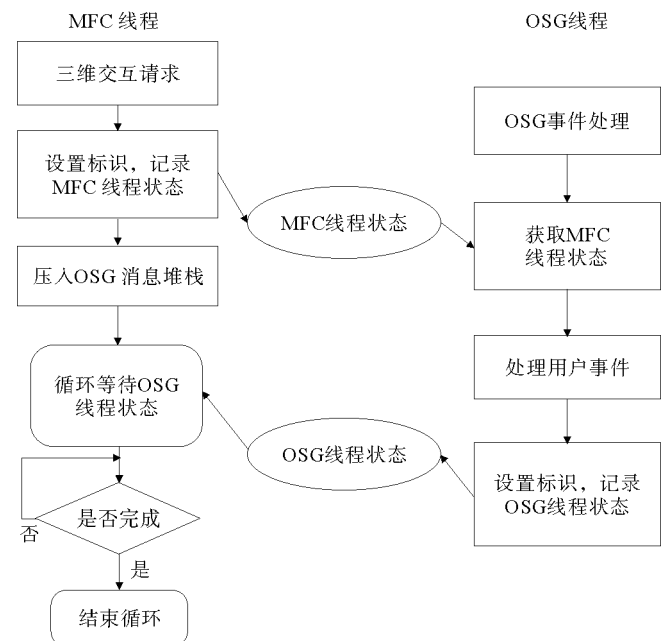 MFC 线程
三维交互请求
设置标识，记录
MFC 线程状态
压入OSG 消息堆栈
循环等待OSG
线程状态
是否完成
否
是
结束循环
MFC线程状态
OSG线程状态
OSG线程
OSG事件处理
获取MFC
线程状态
处理用户事件
设置标识，记录
OSG线程状态